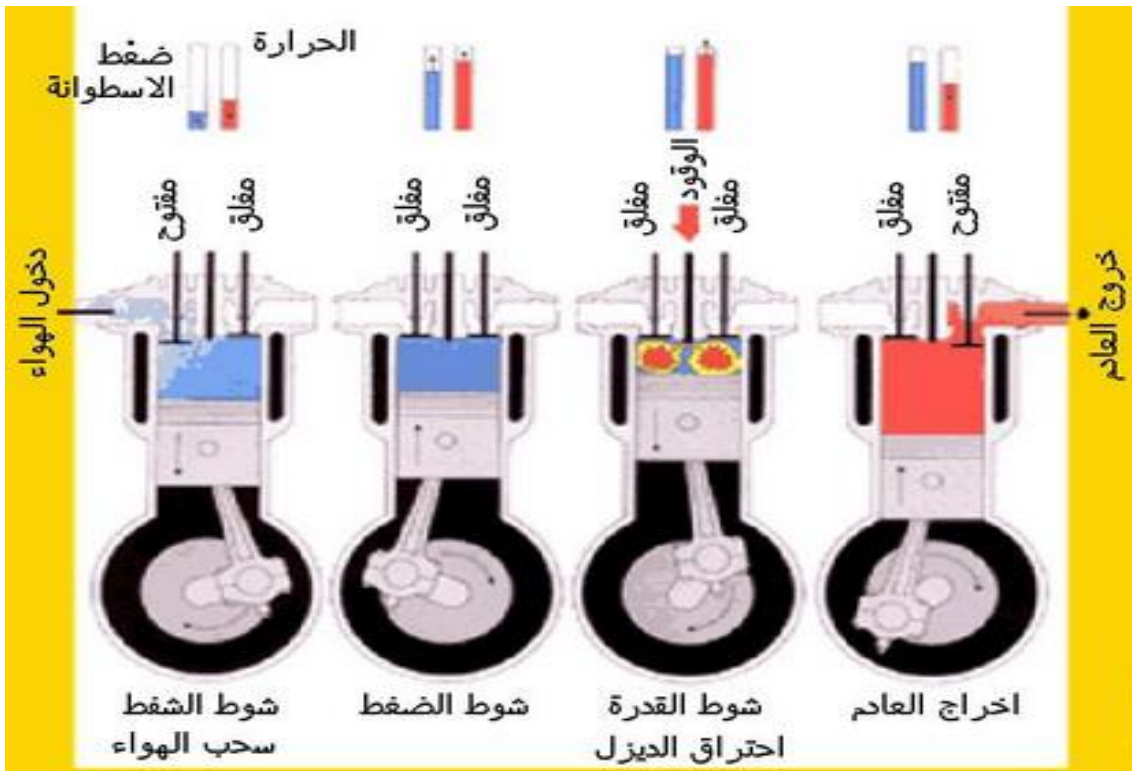 الحرارة
ضغط
الاسطوانة
الوقود
مفتوح
مغلق
مغلق
مغلق
مغلق
مغلق
مغلق
مفتوح
دخول الهواء
خروج العادم
شوط الشفط
سحب الهواء
شوط الضغط
شوط القدرة
احتراق الديزل
اخراج العادم